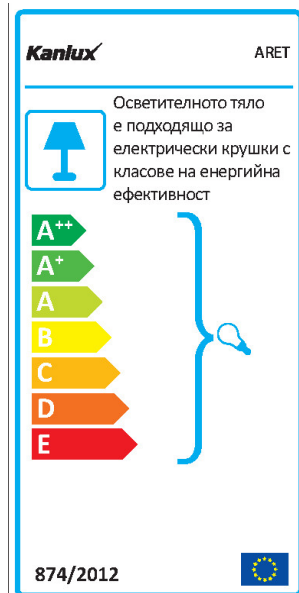 Kanlux
ARET
Осветителното тяло
е подходящо за
електрически крушки с
класове на енергийна
ефективност
A++
A+
A
B
C
D
E
874/2012